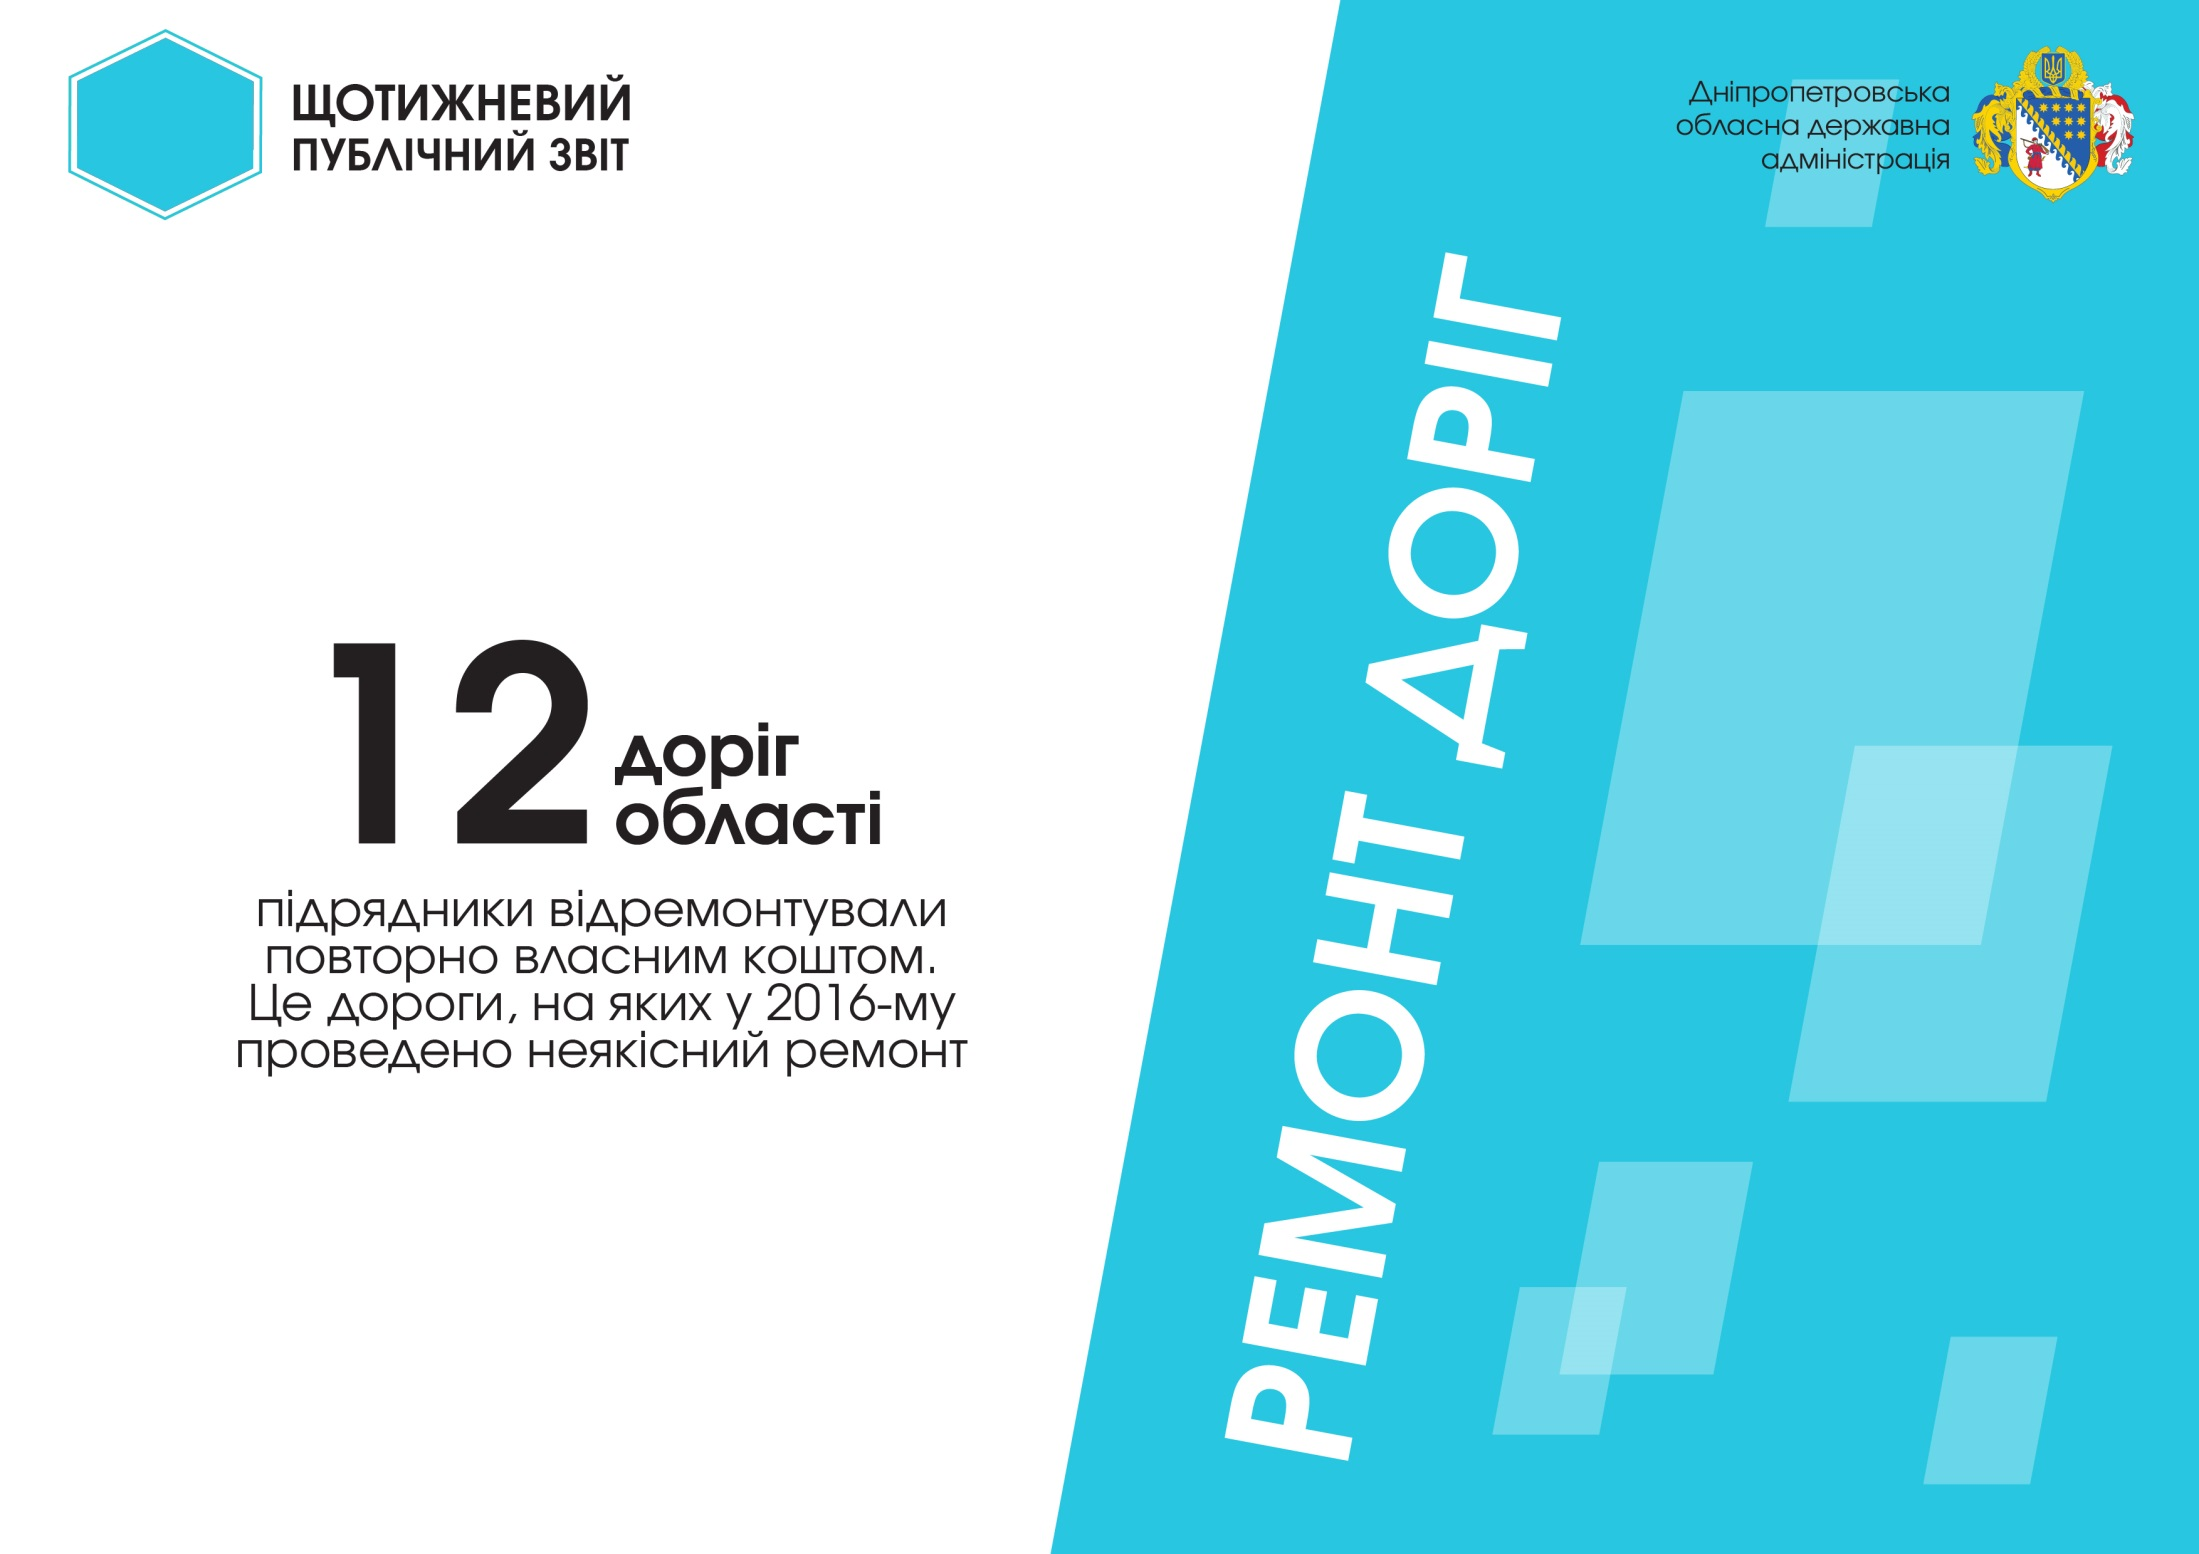 ЩОТИЖНЕВИЙ
ПУБЛІЧНИЙ ЗВІТ
Дніпропетровська
обласна державна
адміністрація
РЕМОНТ ДОРІГ
12 доріг
області
підрядники відремонтували
повторно власним коштом.
Це дороги, на яких у 2016-му
проведено неякісний ремонт